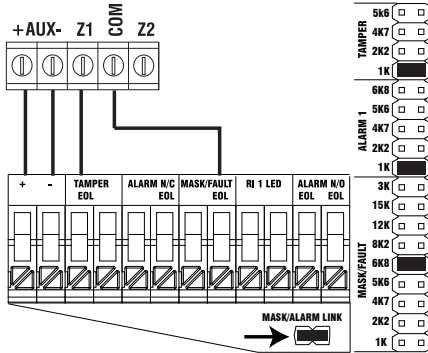 +AUX- Z1 COM Z2
+ - TAMPER EOL ALARM N/C EOL MASK/FAULT EOL RI 1 LED ALARM N/O EOL EOL
MASK/ALARM LINK
TAMPER
5k6
4K7
2K2
1K
ALARM 1
6K8
5K6
4K7
2K2
1K
MASK/FAULT
3K
15K
12K
8K2
6K8
5K6
4K7
2K2
1K